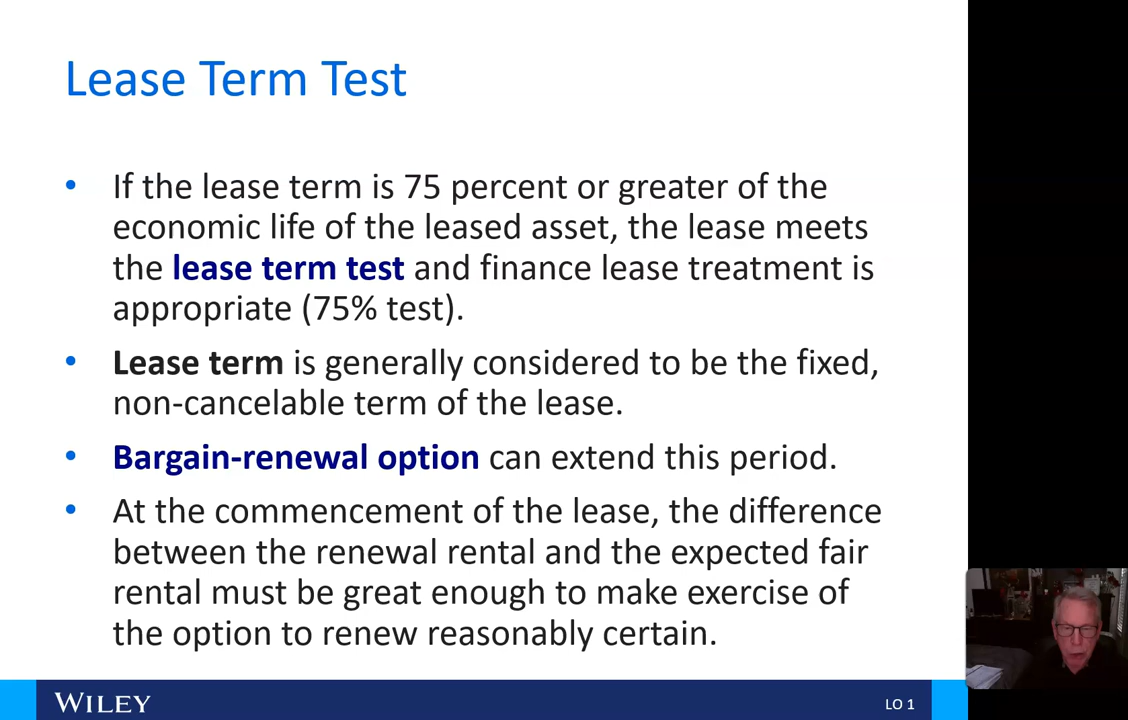 Lease Term Test
• If the lease term is 75 percent or greater of the
economic life of the leased asset, the lease meets
the lease term test and finance lease treatment is
appropriate (75% test).
• Lease term is generally considered to be the fixed,
non-cancelable term of the lease.
• Bargain-renewal option can extend this period.
• At the commencement of the lease, the difference
between the renewal rental and the expected fair
rental must be great enough to make exercise of
the option to renew reasonably certain.
WILEY
LO 1